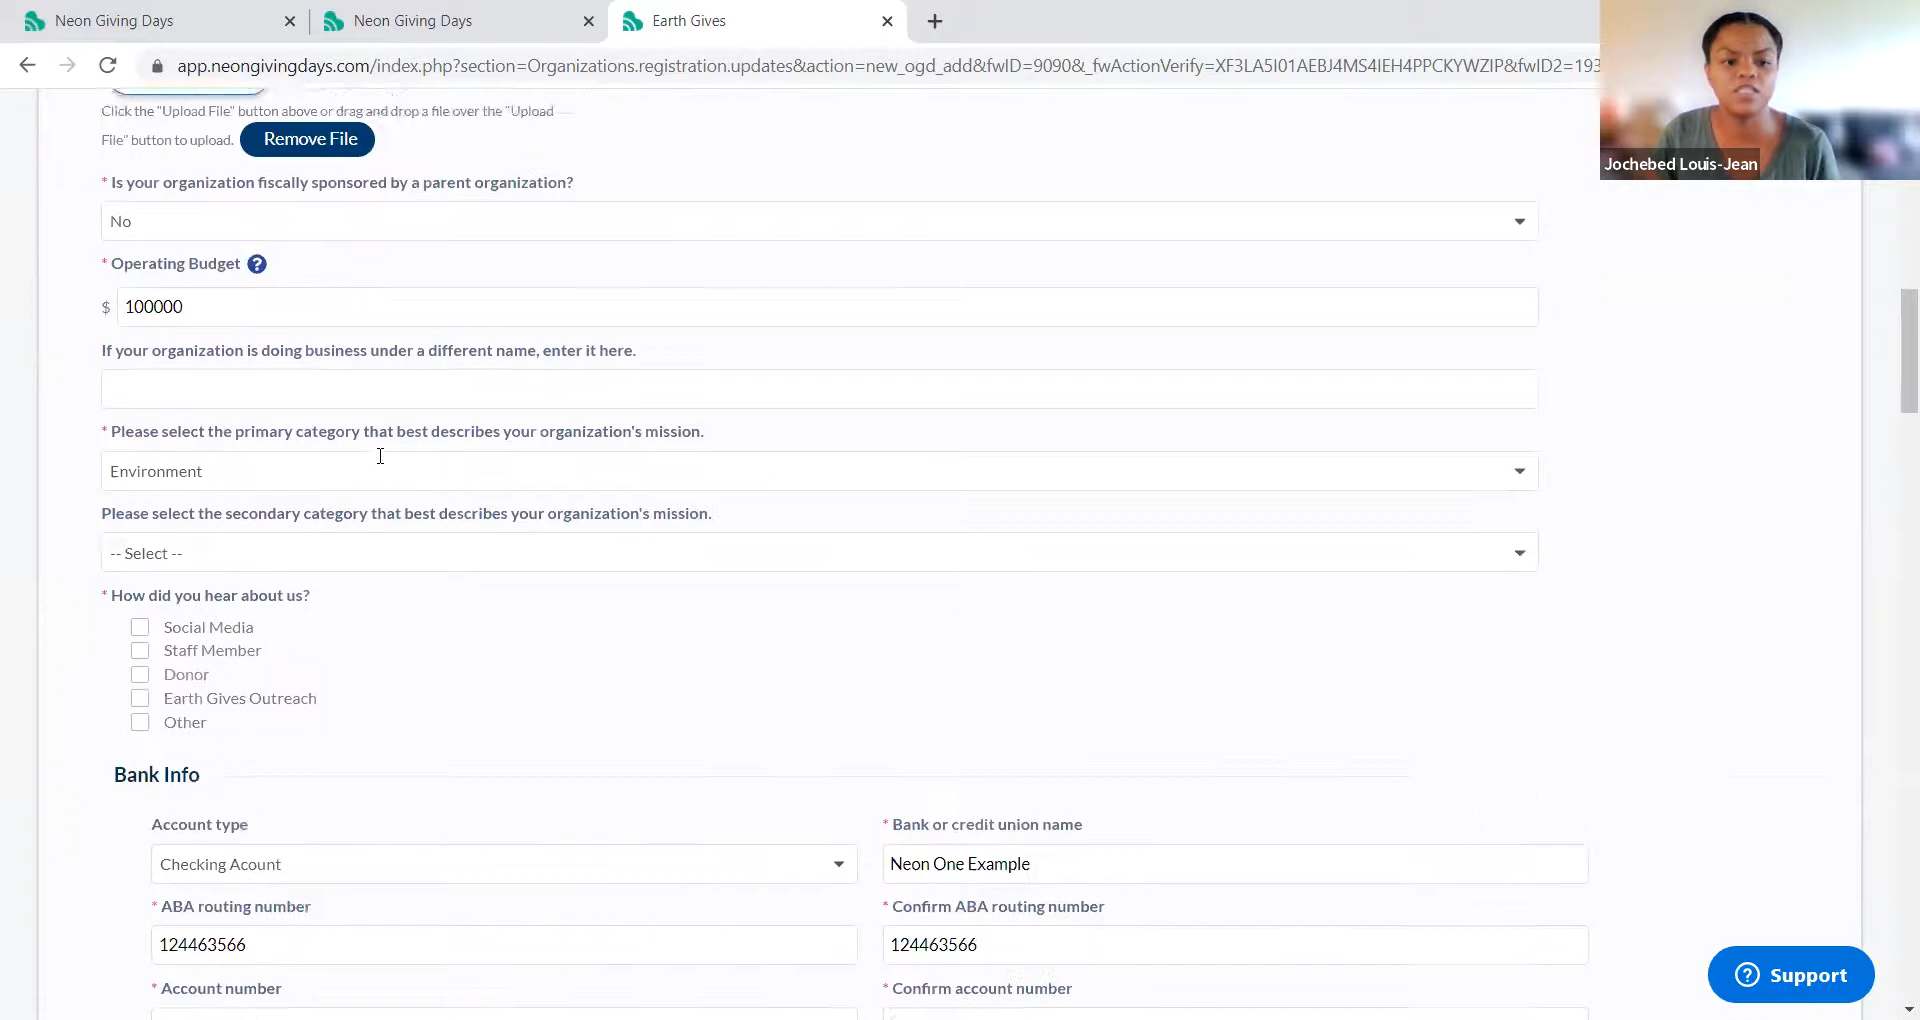 Neon Giving Days
Neon Giving Days
Earth Gives
app.neongivingdays.com/index.php?section=Organizations.registration.updates&action=new_ogd_add&fwID=9090&_fwActionVerify=XF3LA5I01AEBJ4MS4IEH4PPCKYWZIP&fwID2=193
Jochebed Louis-Jean
Click the "Upload File" button above or drag and drop a file over the "Upload
File" button to upload. Remove File
* Is your organization fiscally sponsored by a parent organization?
No
* Operating Budget ?
$ 100000
If your organization is doing business under a different name, enter it here.
* Please select the primary category that best describes your organization's mission.
Environment
Please select the secondary category that best describes your organization's mission.
-- Select --
* How did you hear about us?
Social Media
Staff Member
Donor
Earth Gives Outreach
Other
Bank Info
Account type
Checking Acount
* Bank or credit union name
Neon One Example
* ABA routing number
124463566
* Confirm ABA routing number
124463566
* Account number
* Confirm account number
? Support